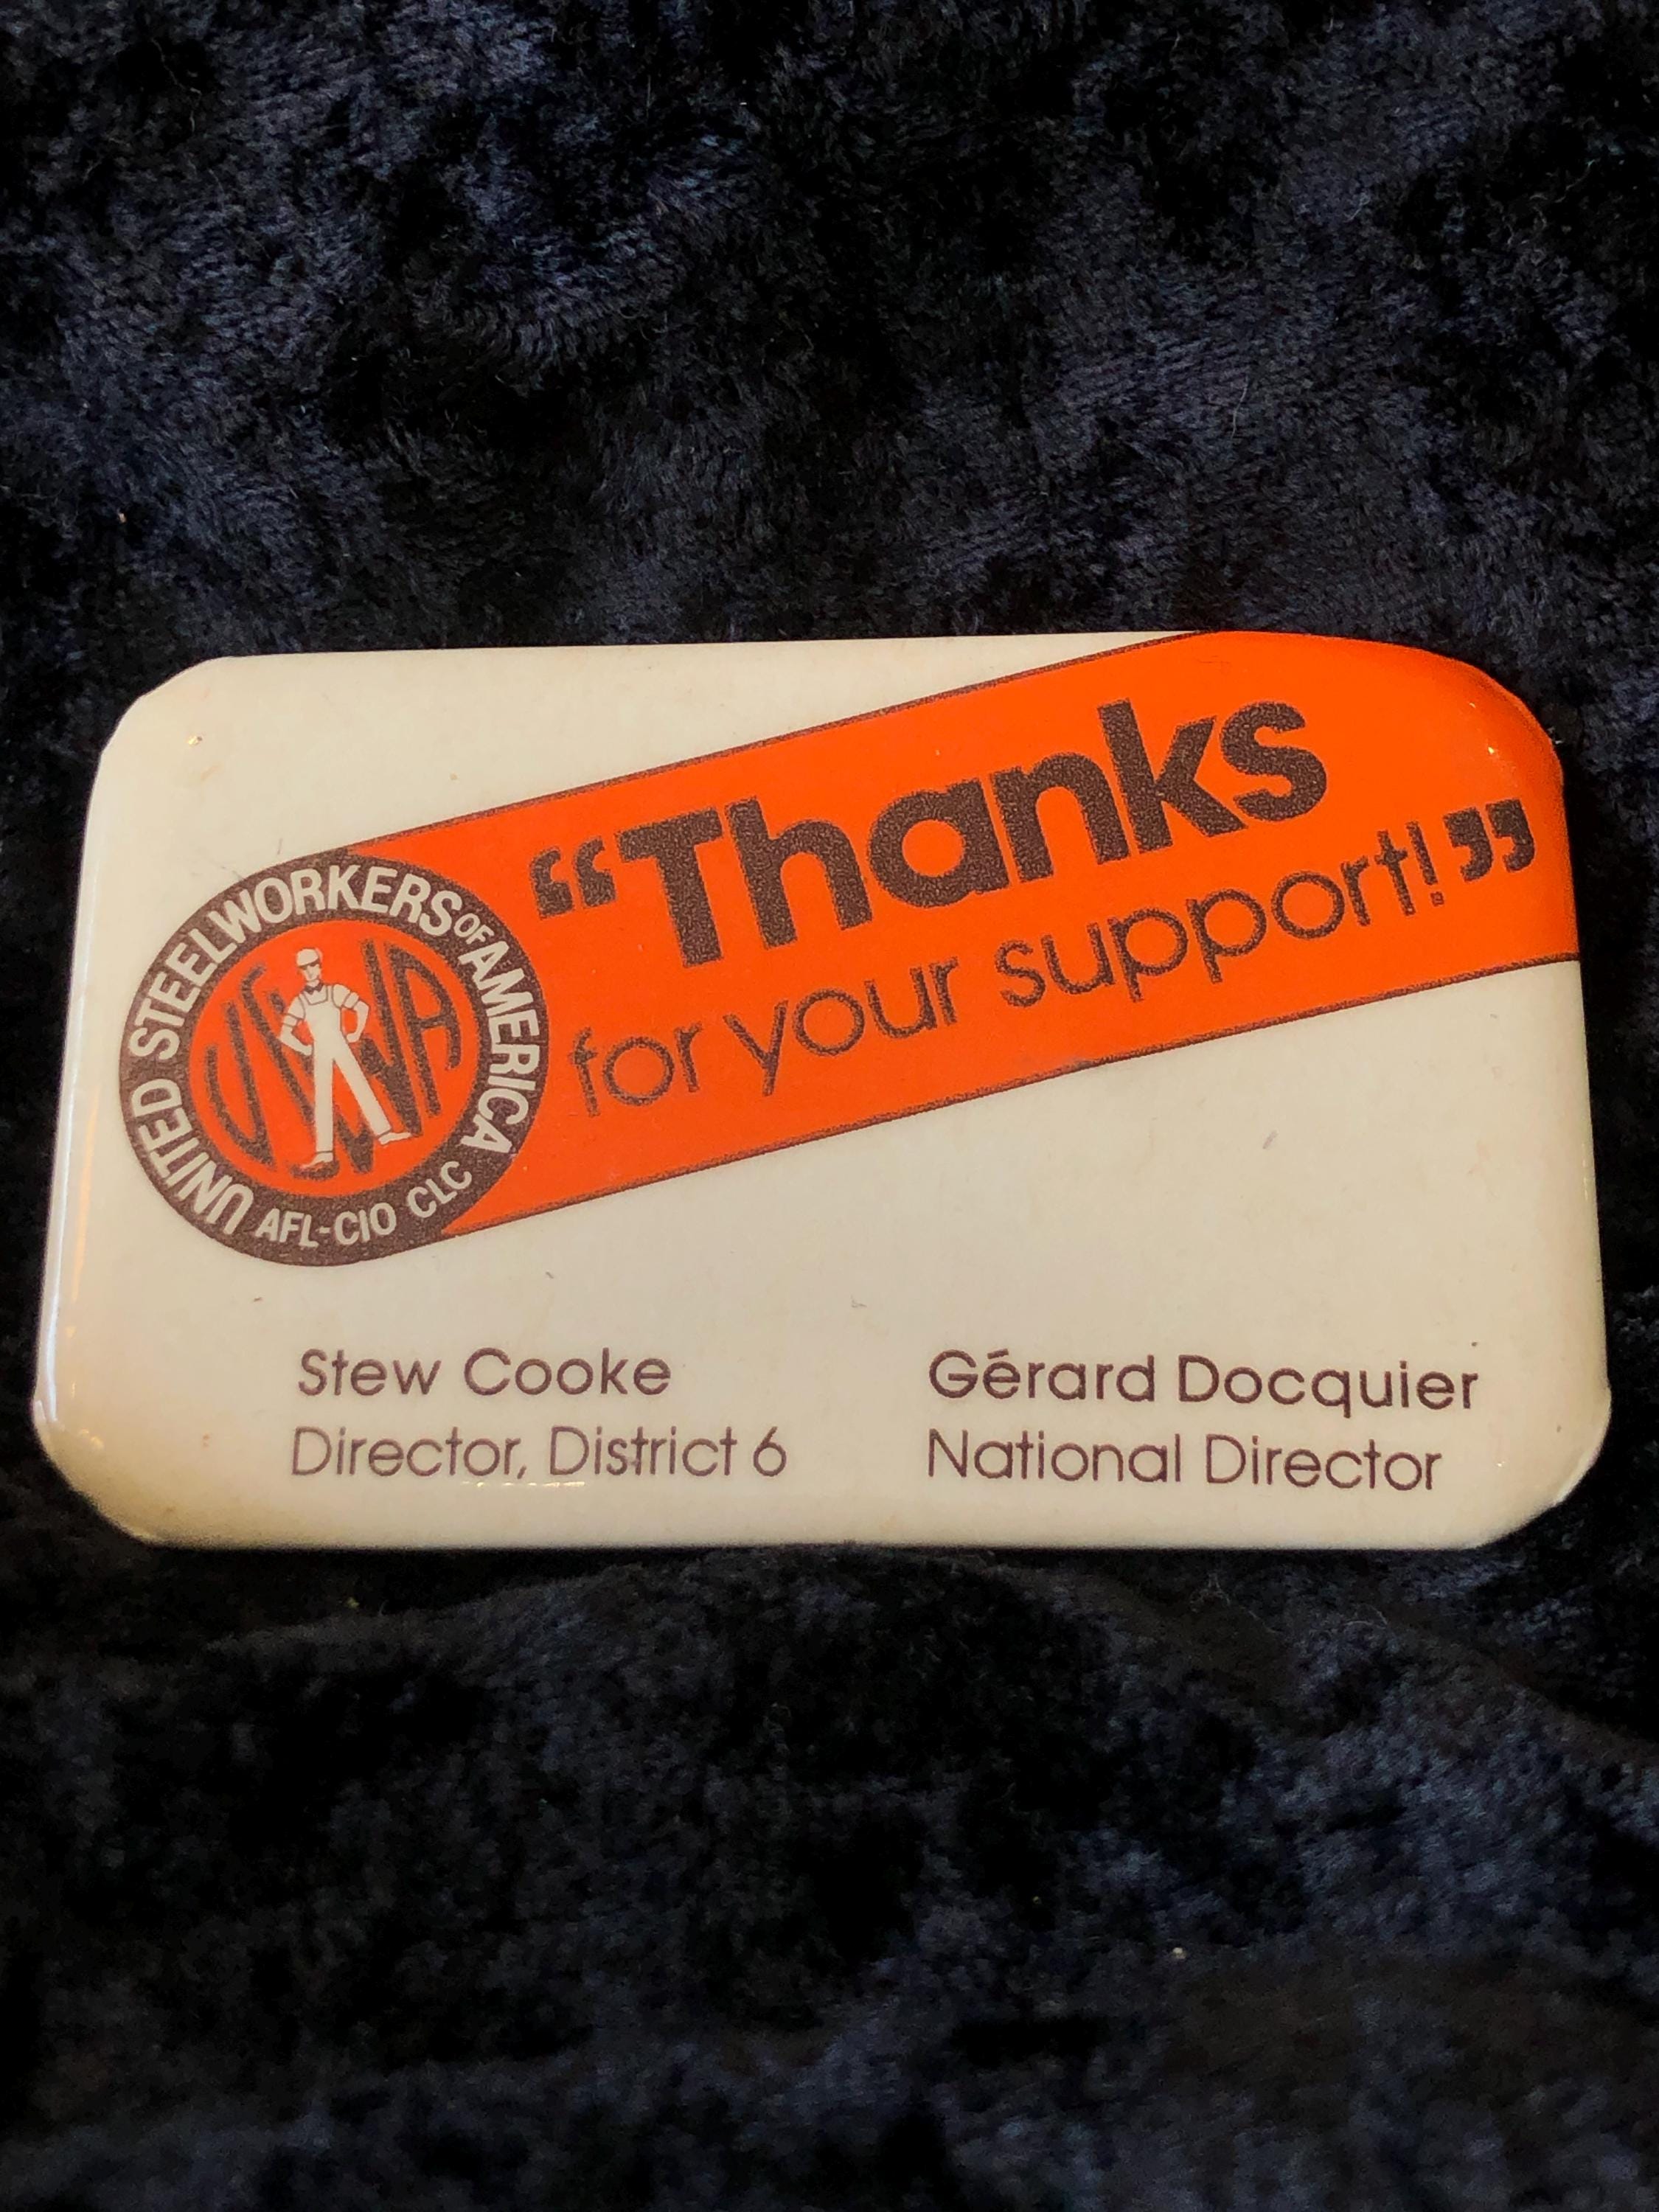 UNITED STEELWORKERS OF AMERICA
AFL-CIO CLC
USWA
“Thanks
for your support!”
Stew Cooke
Director, District 6
Gérard Docquier
National Director